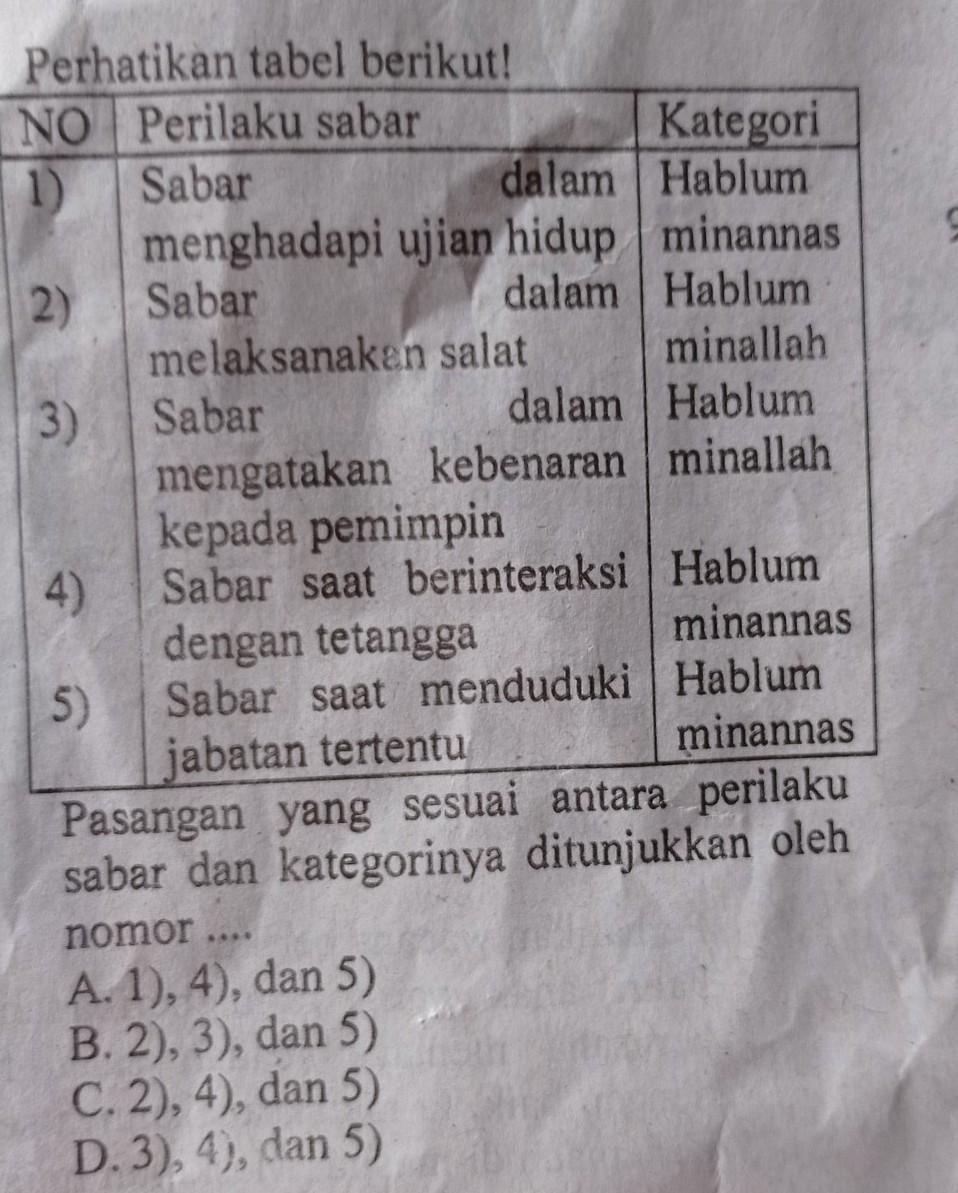 Perhatikan tabel berikut!
NO Perilaku sabar Kategori
1) Sabar dalam Hablum
menghadapi ujian hidup minannas
2) Sabar dalam Hablum
melaksanakan salat minallah
3) Sabar dalam Hablum
mengatakan kebenaran minallah
kepada pemimpin
4) Sabar saat berinteraksi Hablum
dengan tetangga minannas
5) Sabar saat menduduki Hablum
jabatan tertentu minannas
Pasangan yang sesuai antara perilaku
sabar dan kategorinya ditunjukkan oleh
nomor ....
A. 1), 4), dan 5)
B. 2), 3), dan 5)
C. 2), 4), dan 5)
D. 3), 4), dan 5)